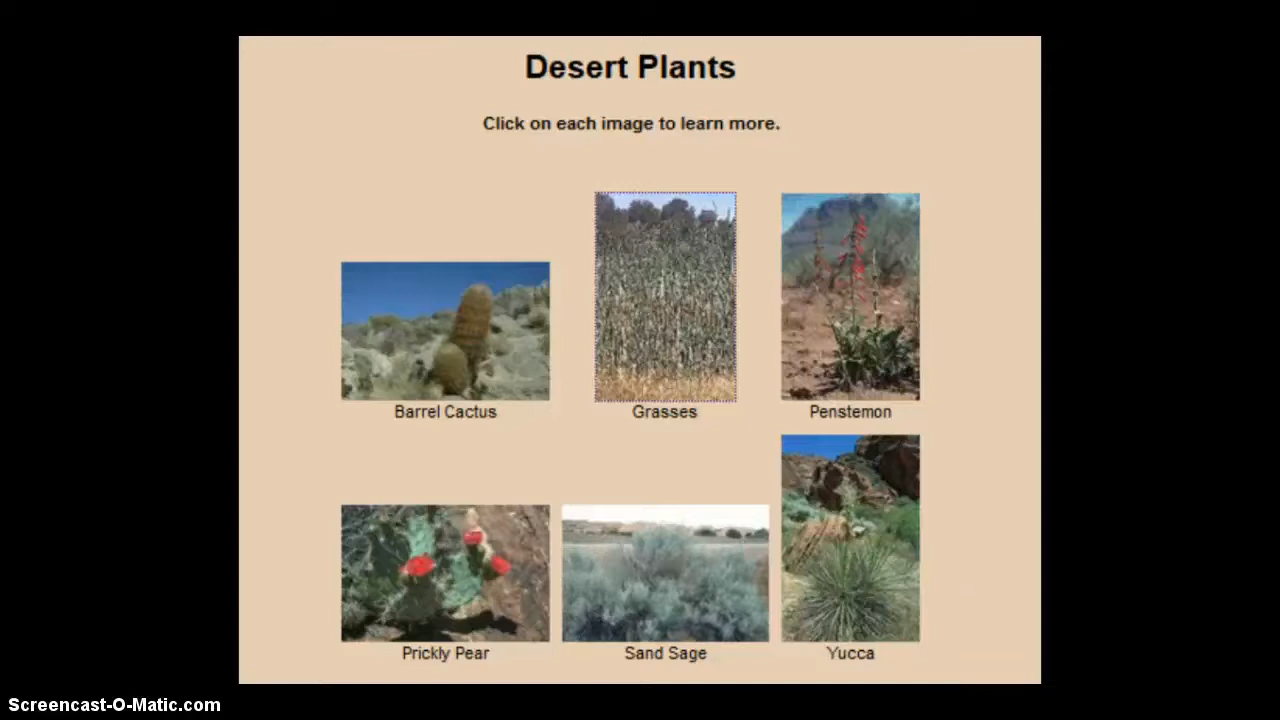 Desert Plants
Click on each image to learn more.
Barrel Cactus
Grasses
Penstemon
Prickly Pear
Sand Sage
Yucca
Screencast-O-Matic.com